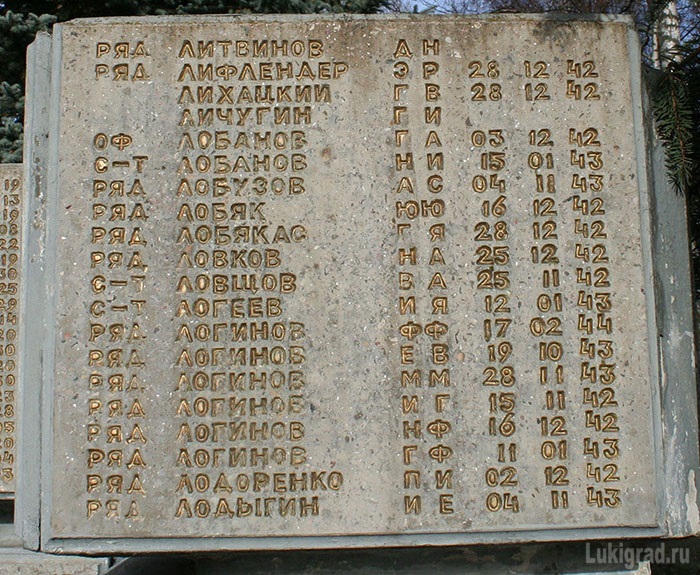 РЯД ЛИТВИНОВ Д Н
РЯД ЛИФЛЕНДЕР Э Р 28 12 42
ЛИХАЦКИЙ Г В 28 12 42
ЛИЧУГИН Г И
ОФ ЛОБАНОВ Г А 03 12 42
С-Т ЛОБАНОВ Н И 15 01 43
РЯД ЛОБУЗОВ А С 04 11 43
РЯД ЛОБЯК Ю Ю 16 12 42
РЯД ЛОБЯКАС Г Я 28 12 42
РЯД ЛОВКОВ Н А 25 12 42
С-Т ЛОВЩОВ В А 25 11 42
С-Т ЛОГЕЕВ И Я 12 01 43
РЯД ЛОГИНОВ Ф Ф 17 02 44
РЯД ЛОГИНОВ Е В 19 10 43
РЯД ЛОГИНОВ М М 28 11 43
РЯД ЛОГИНОВ И Г 15 11 42
РЯД ЛОГИНОВ Н Ф 16 12 42
РЯД ЛОГИНОВ Г Ф 11 01 43
РЯД ЛОДОРЕНКО П И 02 12 42
РЯД ЛОДЫГИН И Е 04 11 43
Lukigrad.ru